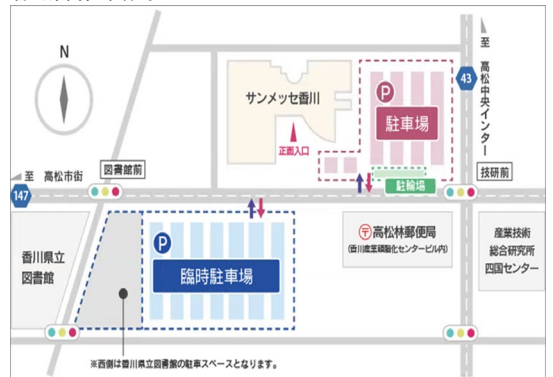 N
至 高松中央インター
43
サンメッセ香川
正面入口
P
駐車場
至 高松市街
図書館前
駐輪場
技研前
147
香川県立
図書館
P
臨時駐車場
高松林郵便局
(香川産業頭脳化センタービル内)
産業技術
総合研究所
四国センター
※西側は香川県立図書館の駐車スペースとなります。